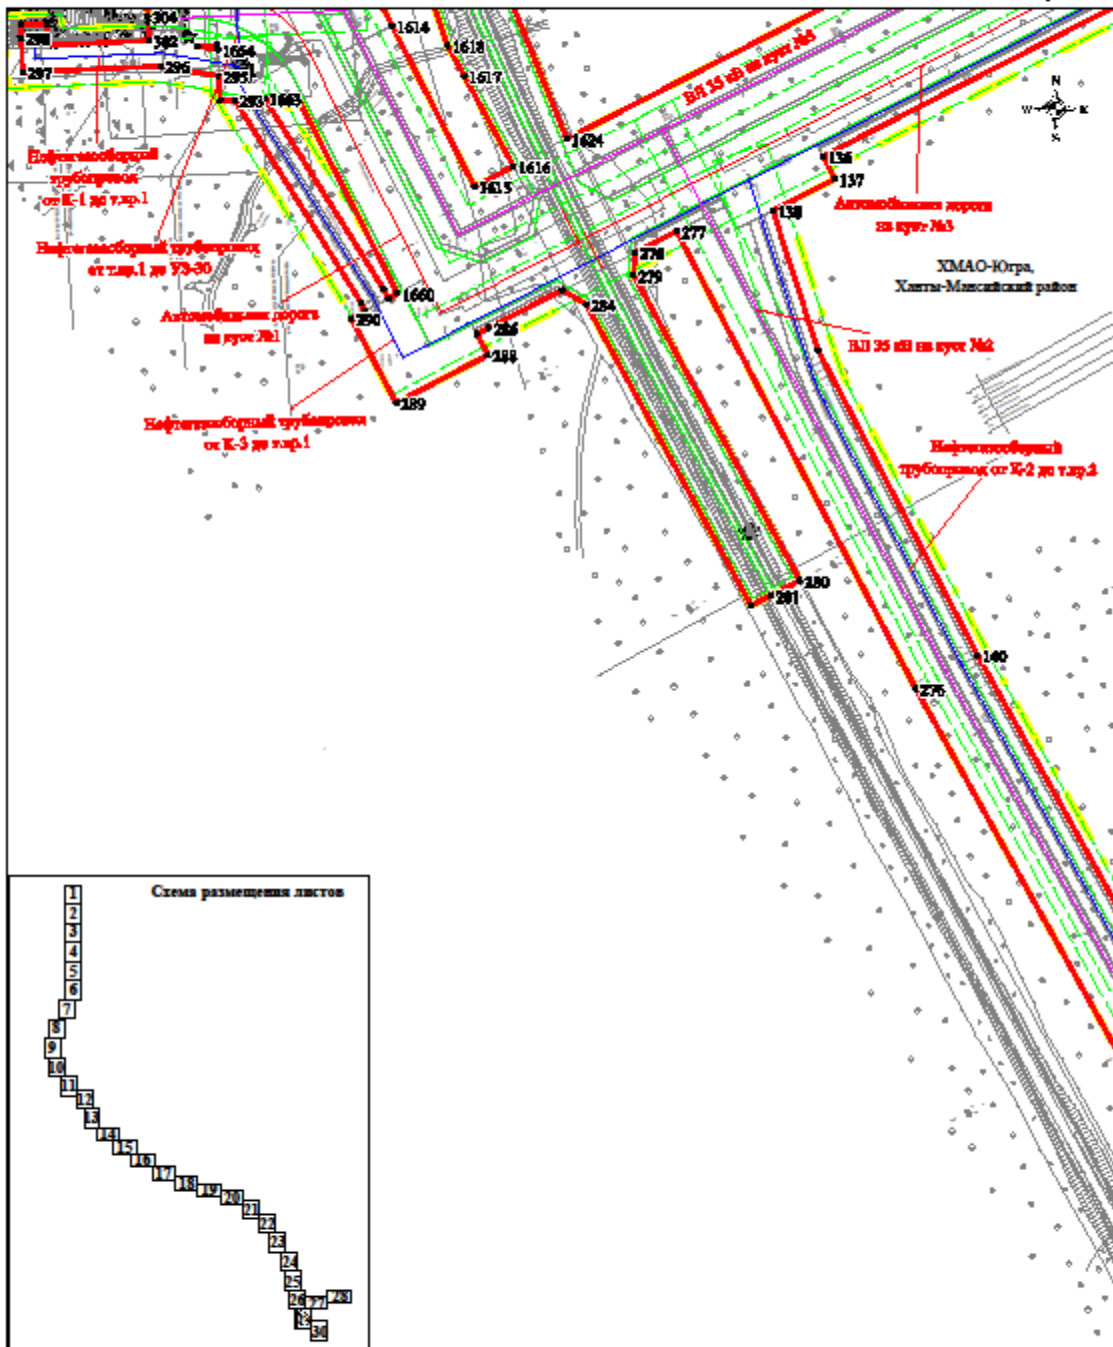 304
298
302
1664
297
296
295
293
1663
1614
1618
1617
1616
1615
1624
ВЛ 35 кВ на куст №3
N
W
E
S
136
137
138
Автомобильная дорога
на куст №3
ХМАО-Югра,
Ханты-Мансийский район
Нефтегазосборный
трубопровод
от К-1 до т.вр.1
Нефтегазосборный трубопровод
от т.вр.1 до УЗ-30
Автомобильная дорога
на куст №1
277
278
279
1660
290
284
286
288
289
ВЛ 35 кВ на куст №2
Нефтегазосборный трубопровод
от К-3 до т.вр.1
Нефтегазосборный
трубопровод от К-2 до т.вр.2
280
281
140
276
Схема размещения листов
1
2
3
4
5
6
7
8
9
10
11
12
13
14
15
16
17
18
19
20
21
22
23
24
25
26
27
28
30